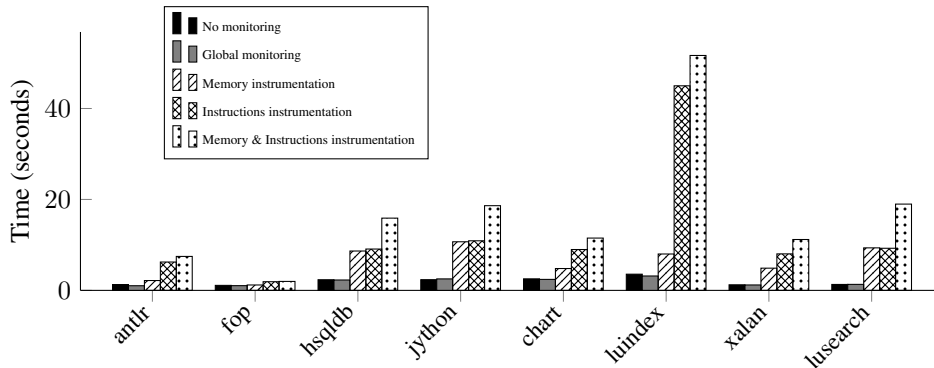 No monitoring
Global monitoring
Memory instrumentation
Instructions instrumentation
Memory & Instructions instrumentation
Time (seconds)
40
20
0
antlr
fop
hsqldb
jython
chart
luindex
xalan
lusearch